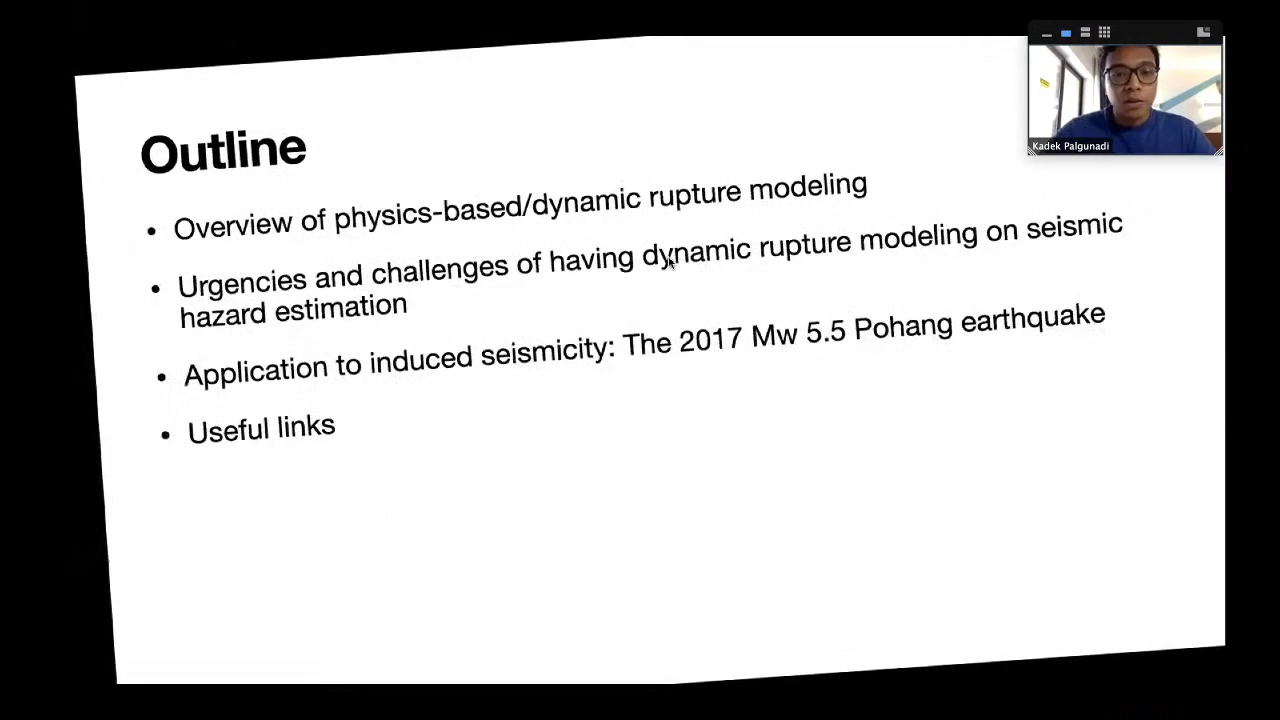 Outline
• Overview of physics-based/dynamic rupture modeling
• Urgencies and challenges of having dynamic rupture modeling on seismic
hazard estimation
• Application to induced seismicity: The 2017 Mw 5.5 Pohang earthquake
• Useful links
Kadek Palgunadi